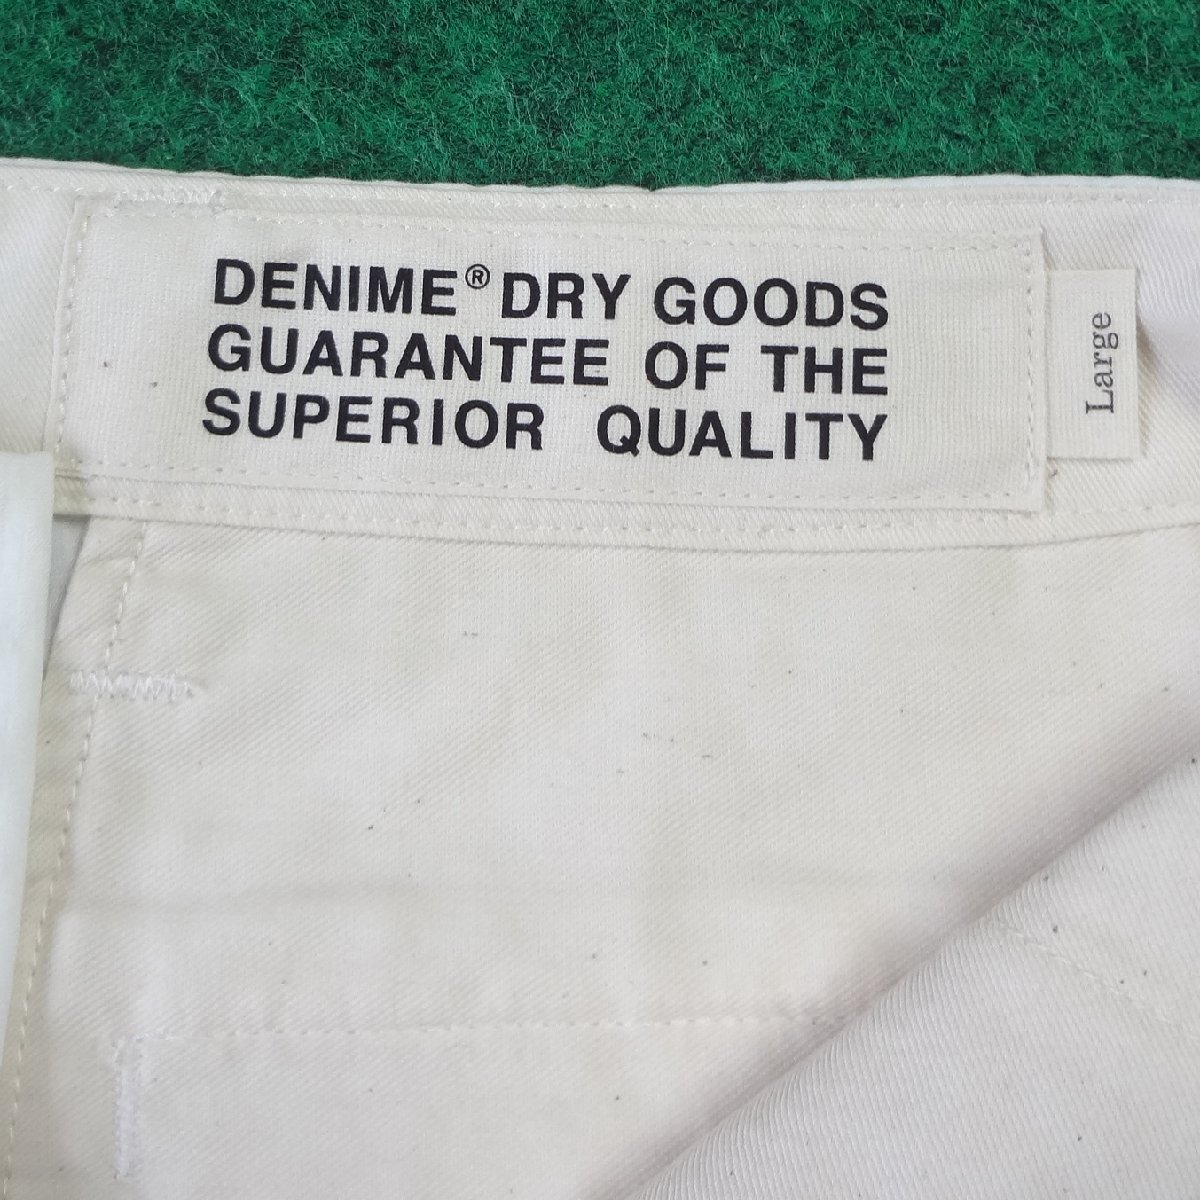 DENIME® DRY GOODS
GUARANTEE OF THE
SUPERIOR QUALITY
Large